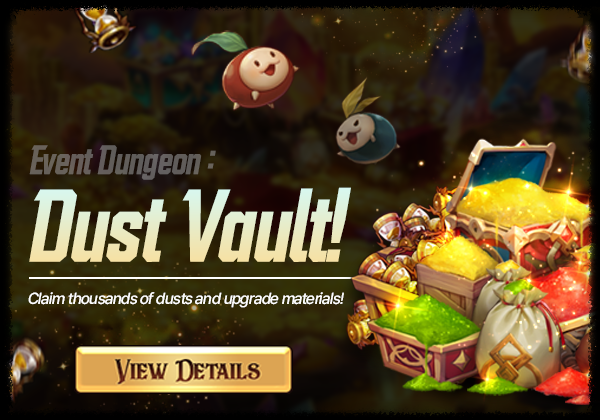 Event Dungeon :
Dust Vault!
Claim thousands of dusts and upgrade materials!
View Details